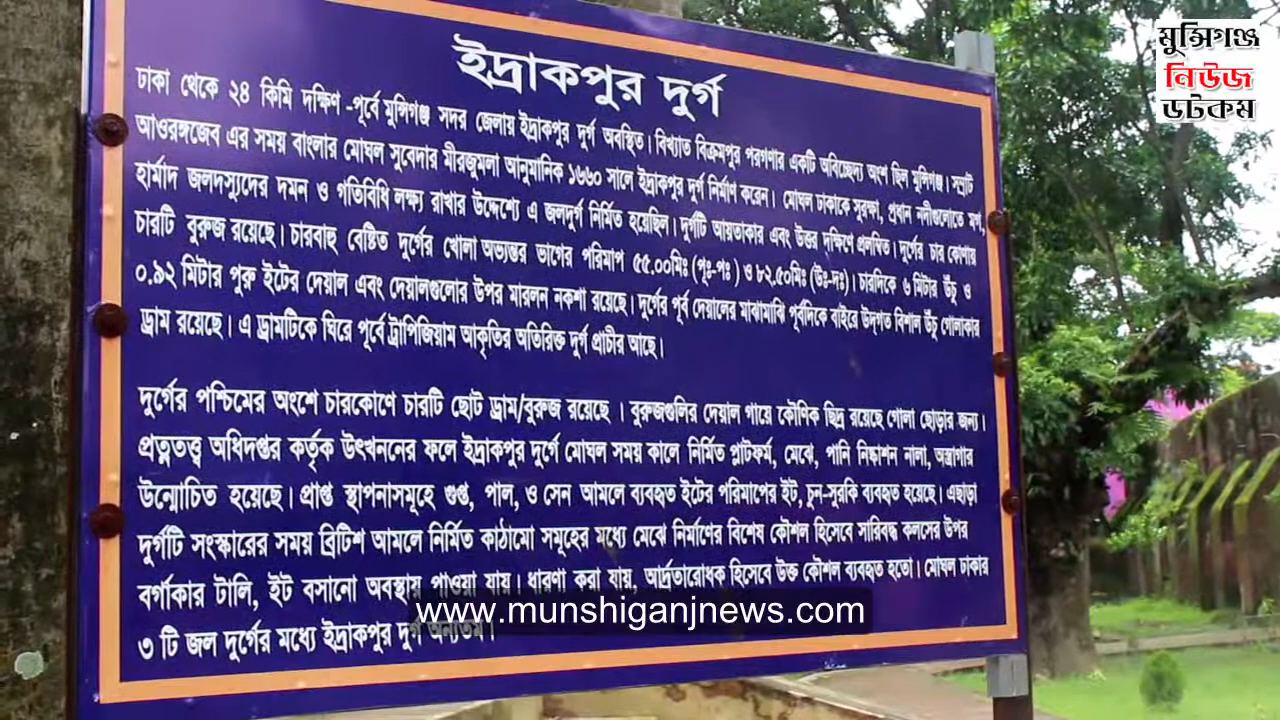 ইদ্রাকপুর দুর্গ
ঢাকা থেকে ২৪ কিমি দক্ষিণ -পূর্বে মুন্সিগঞ্জ সদর জেলায় ইদ্রাকপুর দুর্গ অবস্থিত। বিখ্যাত বিক্রমপুর পরগণার একটি অবিচ্ছেদ্য অংশ ছিল মুন্সিগঞ্জ। সম্রাট
আওরঙ্গজেব এর সময় বাংলার মোঘল সুবেদার মীরজুমলা আনুমানিক ১৬৬০ সালে ইদ্রাকপুর দুর্গ নির্মাণ করেন। মোঘল ঢাকাকে সুরক্ষা, প্রধান নদীগুলোতে মগ,
হার্মাদ জলদস্যুদের দমন ও গতিবিধি লক্ষ্য রাখার উদ্দেশ্যে এ জলদুর্গ নির্মিত হয়েছিল। দুর্গটি আয়তাকার এবং উত্তর দক্ষিণে প্রলম্বিত। দুর্গের চার কোণায়
চারটি বুরুজ রয়েছে। চারবাহু বেষ্টিত দুর্গের খোলা অভ্যন্তর ভাগের পরিমাপ ৫৫.০০মিঃ (পূঃ-পঃ) ও ৮২.৫০মিঃ (উঃ-দঃ)। চারদিকে ৬ মিটার উঁচু ও
০.৯২ মিটার পুরু ইটের দেয়াল এবং দেয়ালগুলোর উপর মারলন নকশা রয়েছে। দুর্গের পূর্ব দেয়ালের মাঝামাঝি পূর্বদিকে বাইরে উদ্গত বিশাল উঁচু গোলাকার
ড্রাম রয়েছে। এ ড্রামটিকে ঘিরে পূর্বে ট্রাপিজিয়াম আকৃতির অতিরিক্ত দুর্গ প্রাচীর আছে।
দুর্গের পশ্চিমের অংশে চারকোণে চারটি ছোট ড্রাম/বুরুজ রয়েছে । বুরুজগুলির দেয়াল গায়ে কৌণিক ছিদ্র রয়েছে গোলা ছোড়ার জন্য।
প্রত্নতত্ত্ব অধিদপ্তর কর্তৃক উৎখননের ফলে ইদ্রাকপুর দুর্গে মোঘল সময় কালে নির্মিত প্লাটফর্ম, মেঝে, পানি নিষ্কাশন নালা, অস্ত্রাগার
উন্মোচিত হয়েছে। প্রাপ্ত স্থাপনাসমূহে গুপ্ত, পাল, ও সেন আমলে ব্যবহৃত ইটের পরিমাপের ইট, চুন-সুরকি ব্যবহৃত হয়েছে। এছাড়া
দুর্গটি সংস্কারের সময় ব্রিটিশ আমলে নির্মিত কাঠামো সমূহের মধ্যে মেঝে নির্মাণের বিশেষ কৌশল হিসেবে সারিবদ্ধ কলসের উপর
বর্গাকার টালি, ইট বসানো অবস্থায় পাওয়া যায়। ধারণা করা যায়, আর্দ্রতারোধক হিসেবে উক্ত কৌশল ব্যবহৃত হতো। মোঘল ঢাকার
৩ টি জল দুর্গের মধ্যে ইদ্রাকপুর দুর্গ অন্যতম।
মুন্সিগঞ্জ
নিউজ
ডটকম
www.munshiganjnews.com